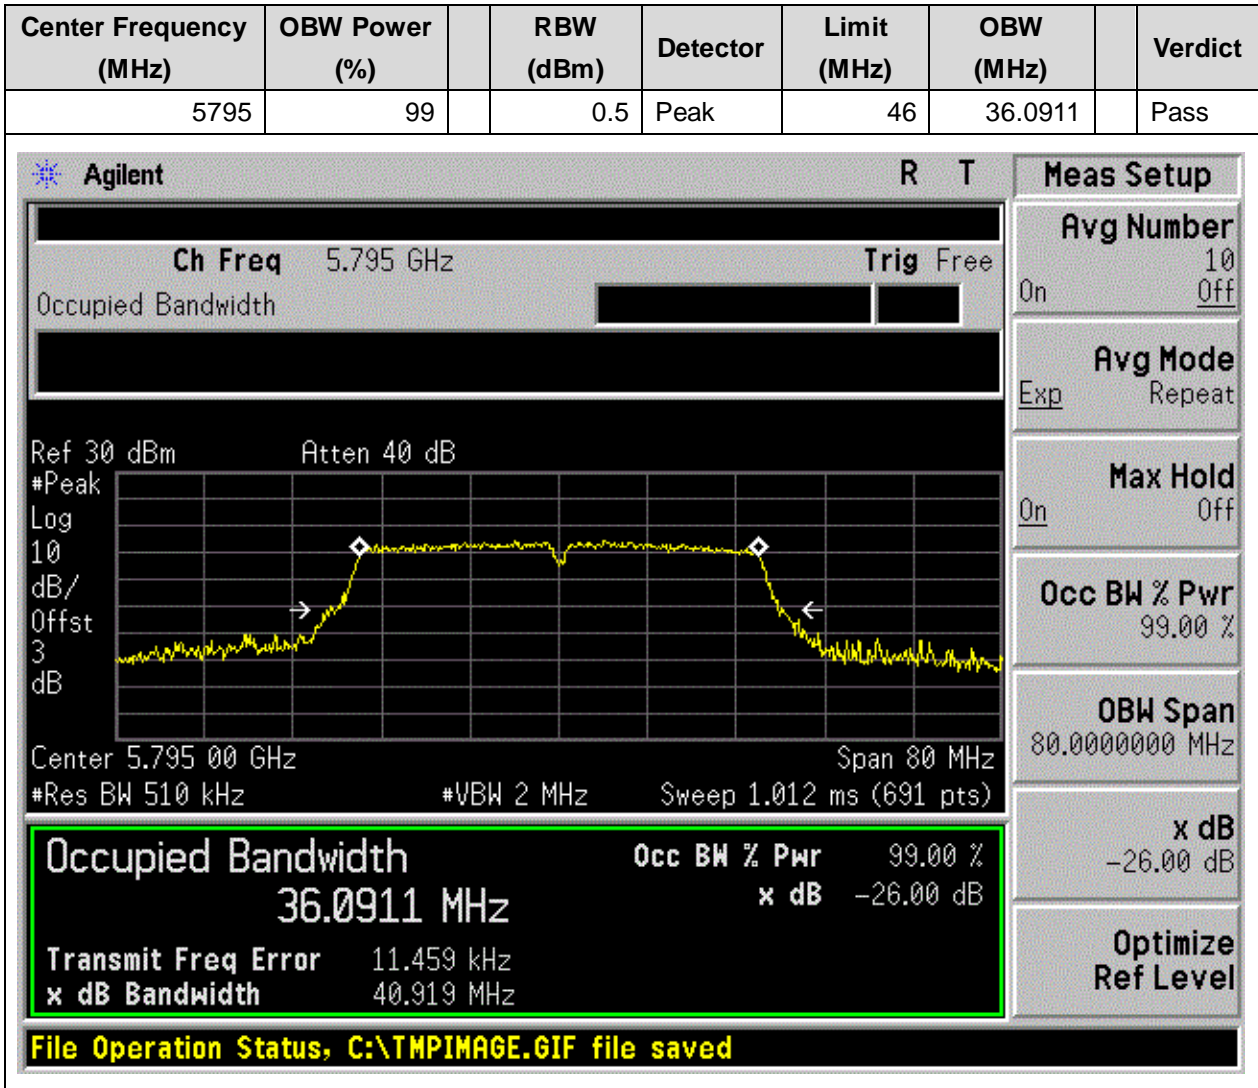 Center Frequency (MHz) OBW Power (%) RBW (dBm) Detector Limit (MHz) OBW (MHz) Verdict
5795 99 0.5 Peak 46 36.0911 Pass
Agilent R T
Ch Freq 5.795 GHz Trig Free
Occupied Bandwidth
Ref 30 dBm Atten 40 dB
#Peak
Log
10
dB/
Offst
3
dB
Center 5.795 00 GHz Span 80 MHz
#Res BW 510 kHz #VBW 2 MHz Sweep 1.012 ms (691 pts)
Occupied Bandwidth Occ BW % Pwr 99.00 %
36.0911 MHz x dB -26.00 dB
Transmit Freq Error 11.459 kHz
x dB Bandwidth 40.919 MHz
File Operation Status, C:\TMPIMAGE.GIF file saved
Meas Setup
Avg Number
10
On Off
Avg Mode
Exp Repeat
Max Hold
On Off
Occ BW % Pwr
99.00 %
OBW Span
80.0000000 MHz
x dB
-26.00 dB
Optimize
Ref Level